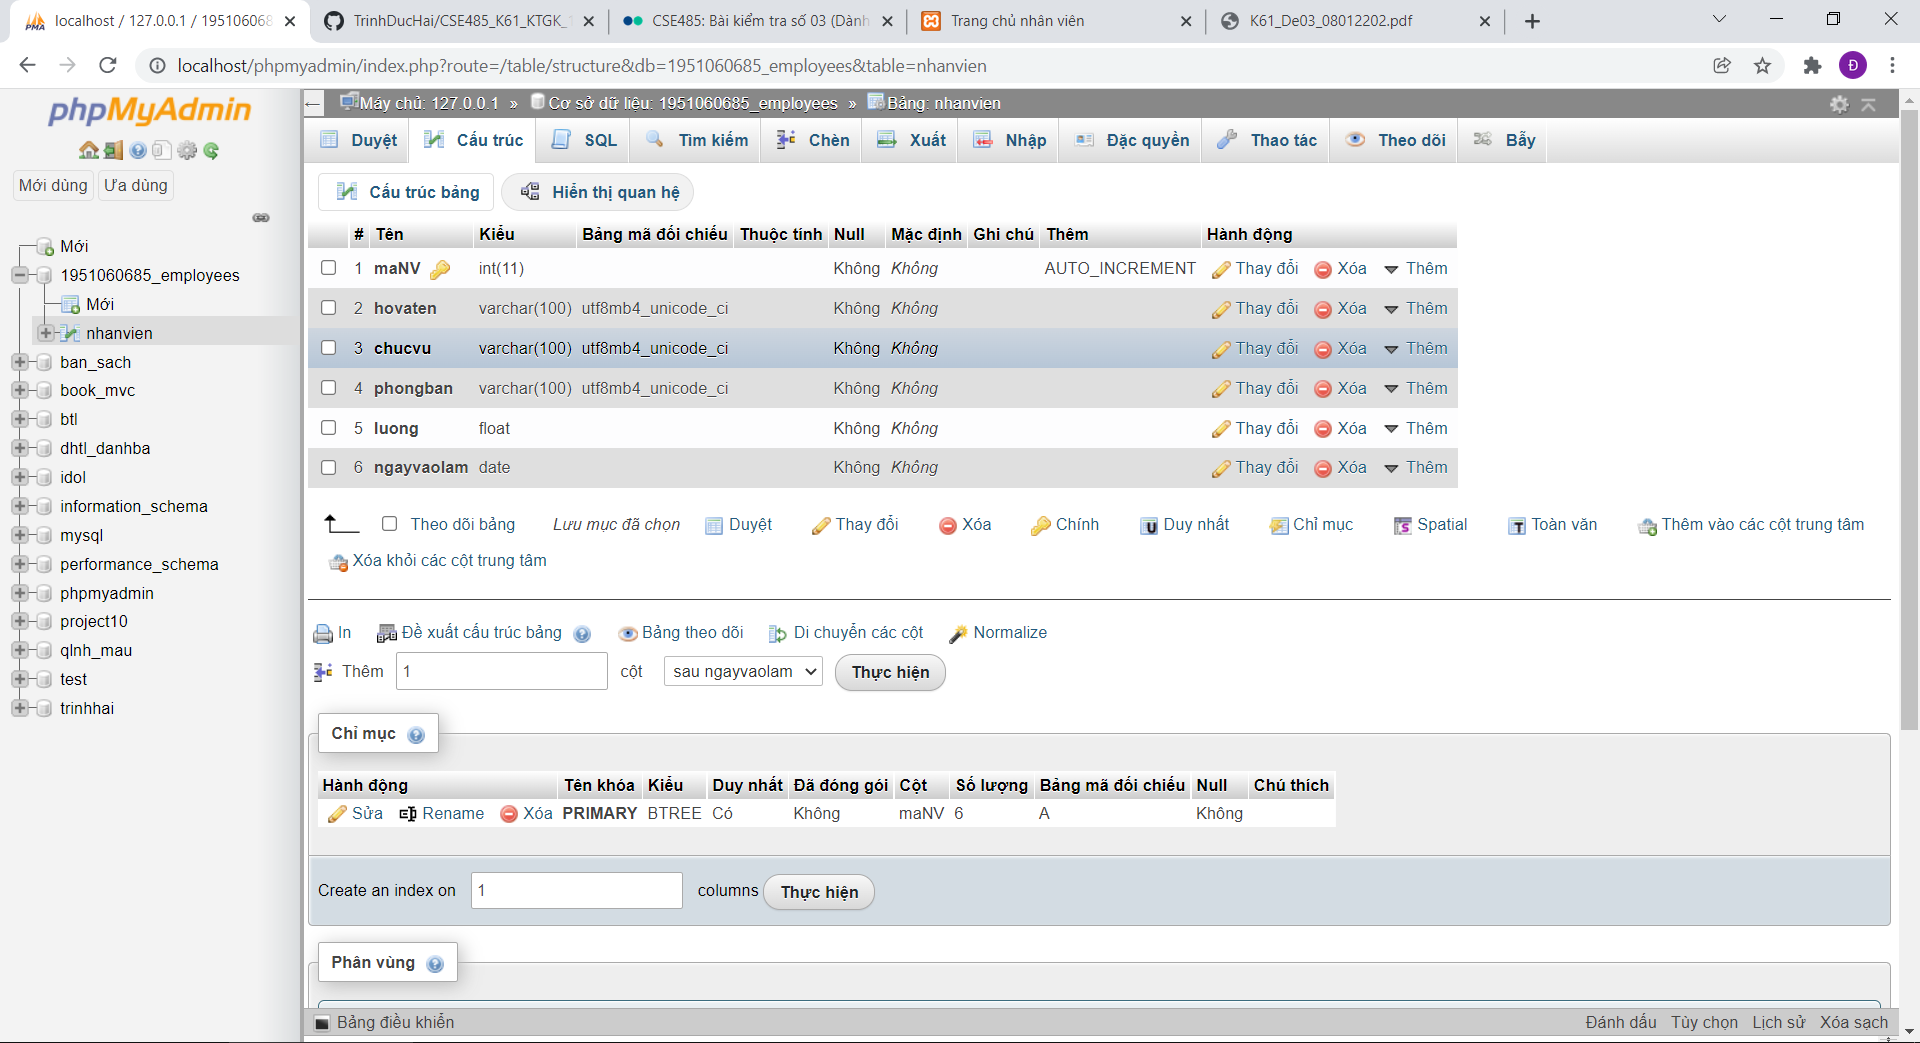 localhost / 127.0.0.1 / 19510606
TrinhDucHai/CSE485_K61_KTGK_
CSE485: Bài kiểm tra số 03 (Dành
Trang chủ nhân viên
K61_De03_08012202.pdf
localhost/phpmyadmin/index.php?route=/table/structure&db=1951060685_employees&table=nhanvien
Đ
phpMyAdmin
Mới dùng Ưa dùng
Mới
1951060685_employees
Mới
nhanvien
ban_sach
book_mvc
btl
dhtl_danhba
idol
information_schema
mysql
performance_schema
phpmyadmin
project10
qlnh_mau
test
trinhhai
Máy chủ: 127.0.0.1 » Cơ sở dữ liệu: 1951060685_employees » Bảng: nhanvien
Duyệt Cấu trúc SQL Tìm kiếm Chèn Xuất Nhập Đặc quyền Thao tác Theo dõi Bẫy
Cấu trúc bảng Hiển thị quan hệ
# Tên Kiểu Bảng mã đối chiếu Thuộc tính Null Mặc định Ghi chú Thêm Hành động
1 maNV int(11) Không Không AUTO_INCREMENT Thay đổi Xóa Thêm
2 hovaten varchar(100) utf8mb4_unicode_ci Không Không Thay đổi Xóa Thêm
3 chucvu varchar(100) utf8mb4_unicode_ci Không Không Thay đổi Xóa Thêm
4 phongban varchar(100) utf8mb4_unicode_ci Không Không Thay đổi Xóa Thêm
5 luong float Không Không Thay đổi Xóa Thêm
6 ngayvaolam date Không Không Thay đổi Xóa Thêm
Theo dõi bảng Lưu mục đã chọn Duyệt Thay đổi Xóa Chính Duy nhất Chỉ mục Spatial Toàn văn Thêm vào các cột trung tâm
Xóa khỏi các cột trung tâm
In Đề xuất cấu trúc bảng Bảng theo dõi Di chuyển các cột Normalize
Thêm 1 cột sau ngayvaolam Thực hiện
Chỉ mục
Hành động Tên khóa Kiểu Duy nhất Đã đóng gói Cột Số lượng Bảng mã đối chiếu Null Chú thích
Sửa Rename Xóa PRIMARY BTREE Có Không maNV 6 A Không
Create an index on 1 columns Thực hiện
Phân vùng
Bảng điều khiển Đánh dấu Tùy chọn Lịch sử Xóa sạch